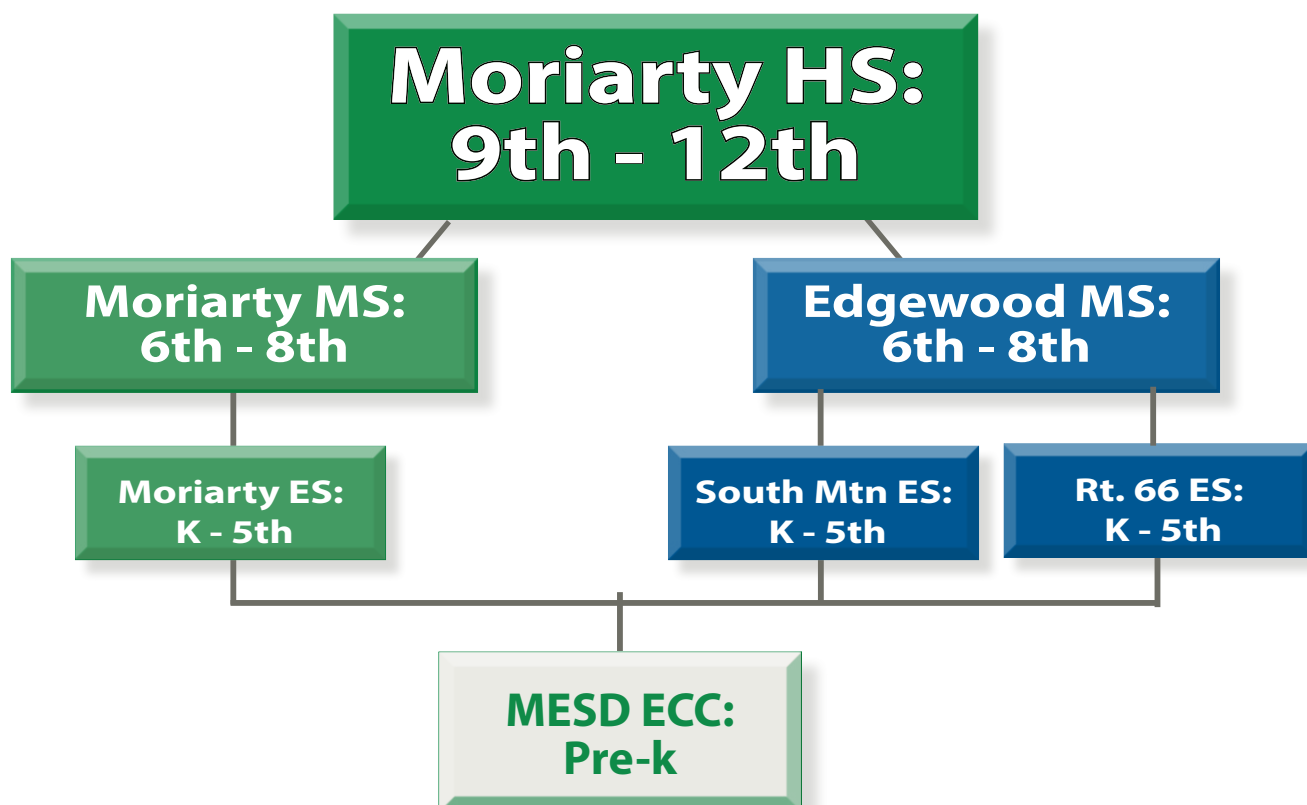 Moriarty HS:
9th - 12th
Moriarty MS:
6th - 8th
Edgewood MS:
6th - 8th
Moriarty ES:
K - 5th
South Mtn ES:
K - 5th
Rt. 66 ES:
K - 5th
MESD ECC:
Pre-k